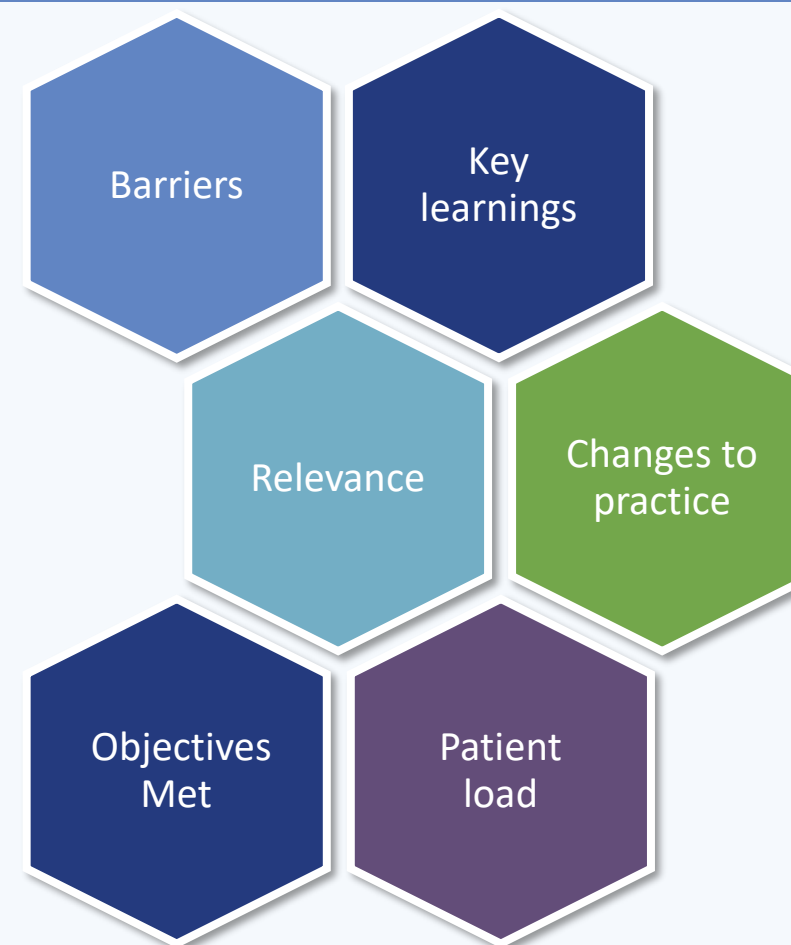 Barriers
Key
learnings
Relevance
Changes to
practice
Objectives
Met
Patient
load